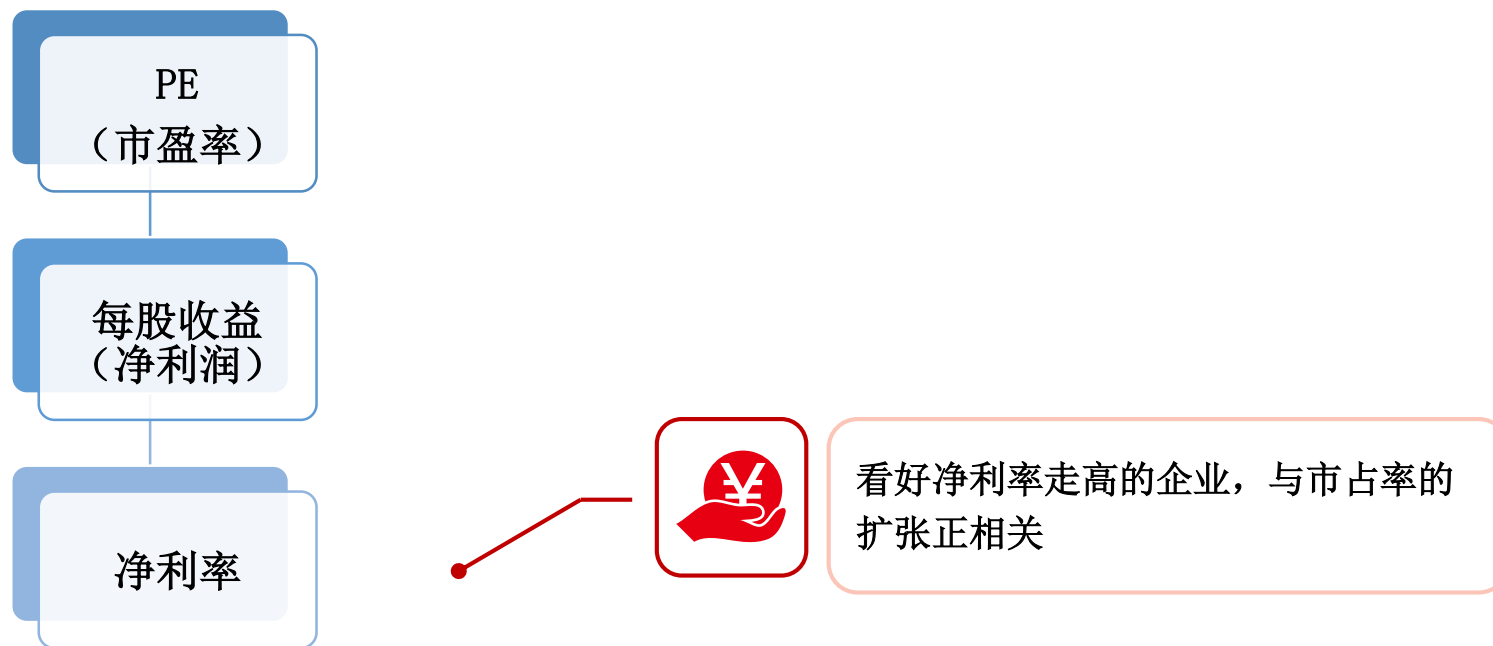 PE
（市盈率）
每股收益
（净利润）
净利率
¥
看好净利率走高的企业，与市占率的
扩张正相关